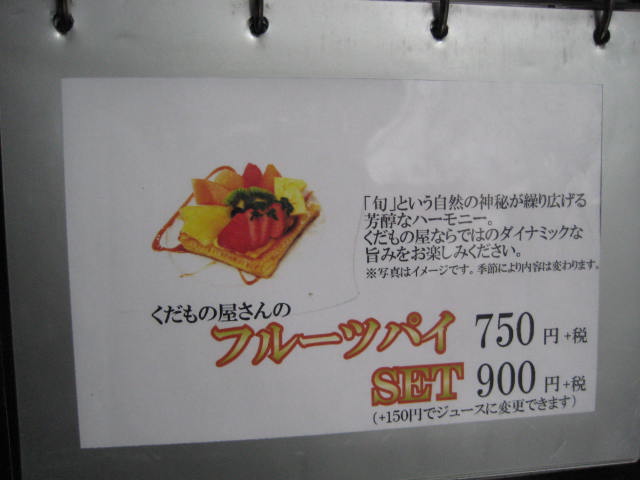 「旬」という自然の神秘が繰り広げる
芳醇なハーモニー。
くだもの屋ならではのダイナミックな
旨みをお楽しみください。
※写真はイメージです。季節により内容は変わります。
くだもの屋さんの
フルーツパイ 750円+税
SET 900円+税
(+150円でジュースに変更できます)